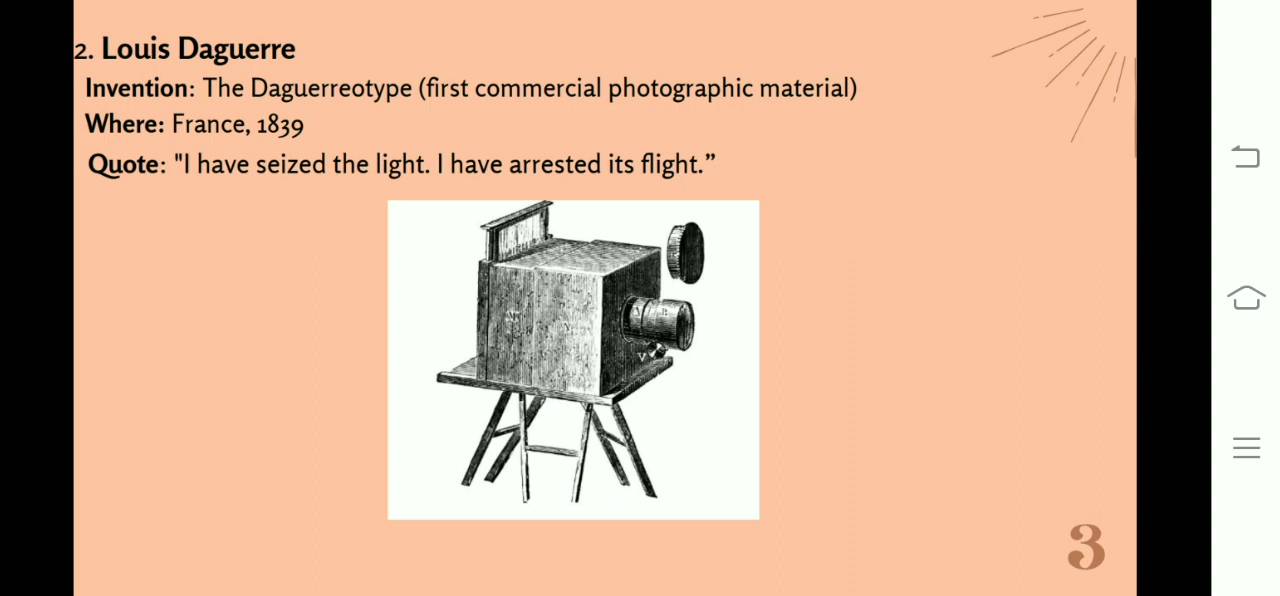 2. Louis Daguerre
Invention: The Daguerreotype (first commercial photographic material)
Where: France, 1839
Quote: "I have seized the light. I have arrested its flight.”
3